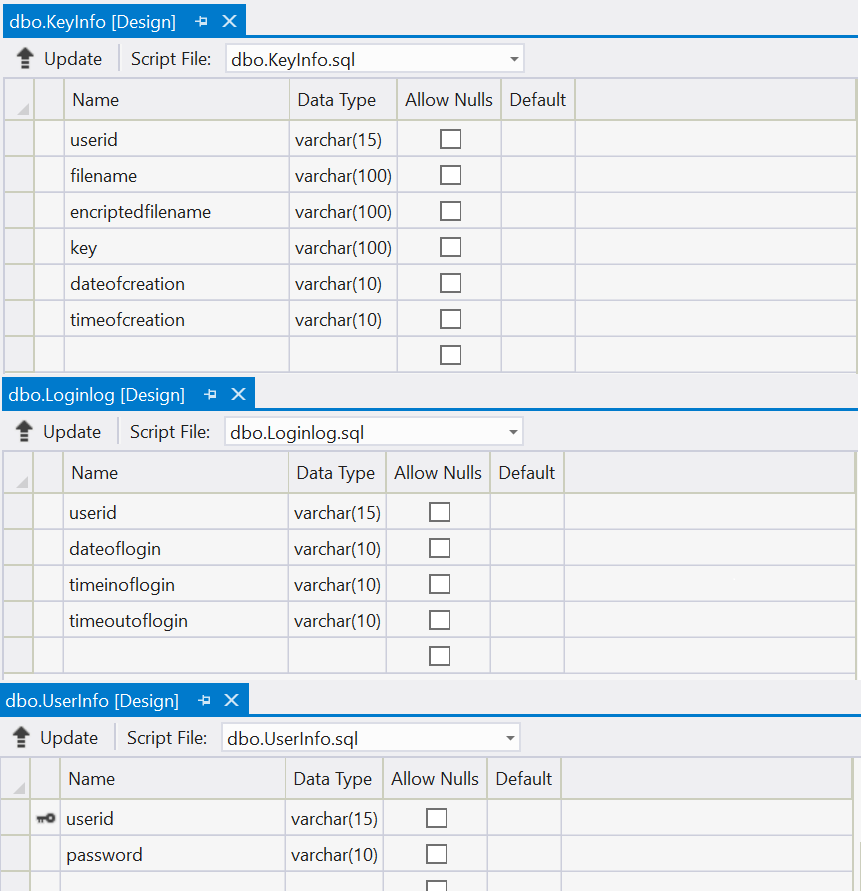 dbo.KeyInfo [Design]
Update Script File: dbo.KeyInfo.sql
Name Data Type Allow Nulls Default
userid varchar(15)
filename varchar(100)
encriptedfilename varchar(100)
key varchar(100)
dateofcreation varchar(10)
timeofcreation varchar(10)
dbo.Loginlog [Design]
Update Script File: dbo.Loginlog.sql
Name Data Type Allow Nulls Default
userid varchar(15)
dateoflogin varchar(10)
timeinoflogin varchar(10)
timeoutoflogin varchar(10)
dbo.UserInfo [Design]
Update Script File: dbo.UserInfo.sql
Name Data Type Allow Nulls Default
userid varchar(15)
password varchar(10)